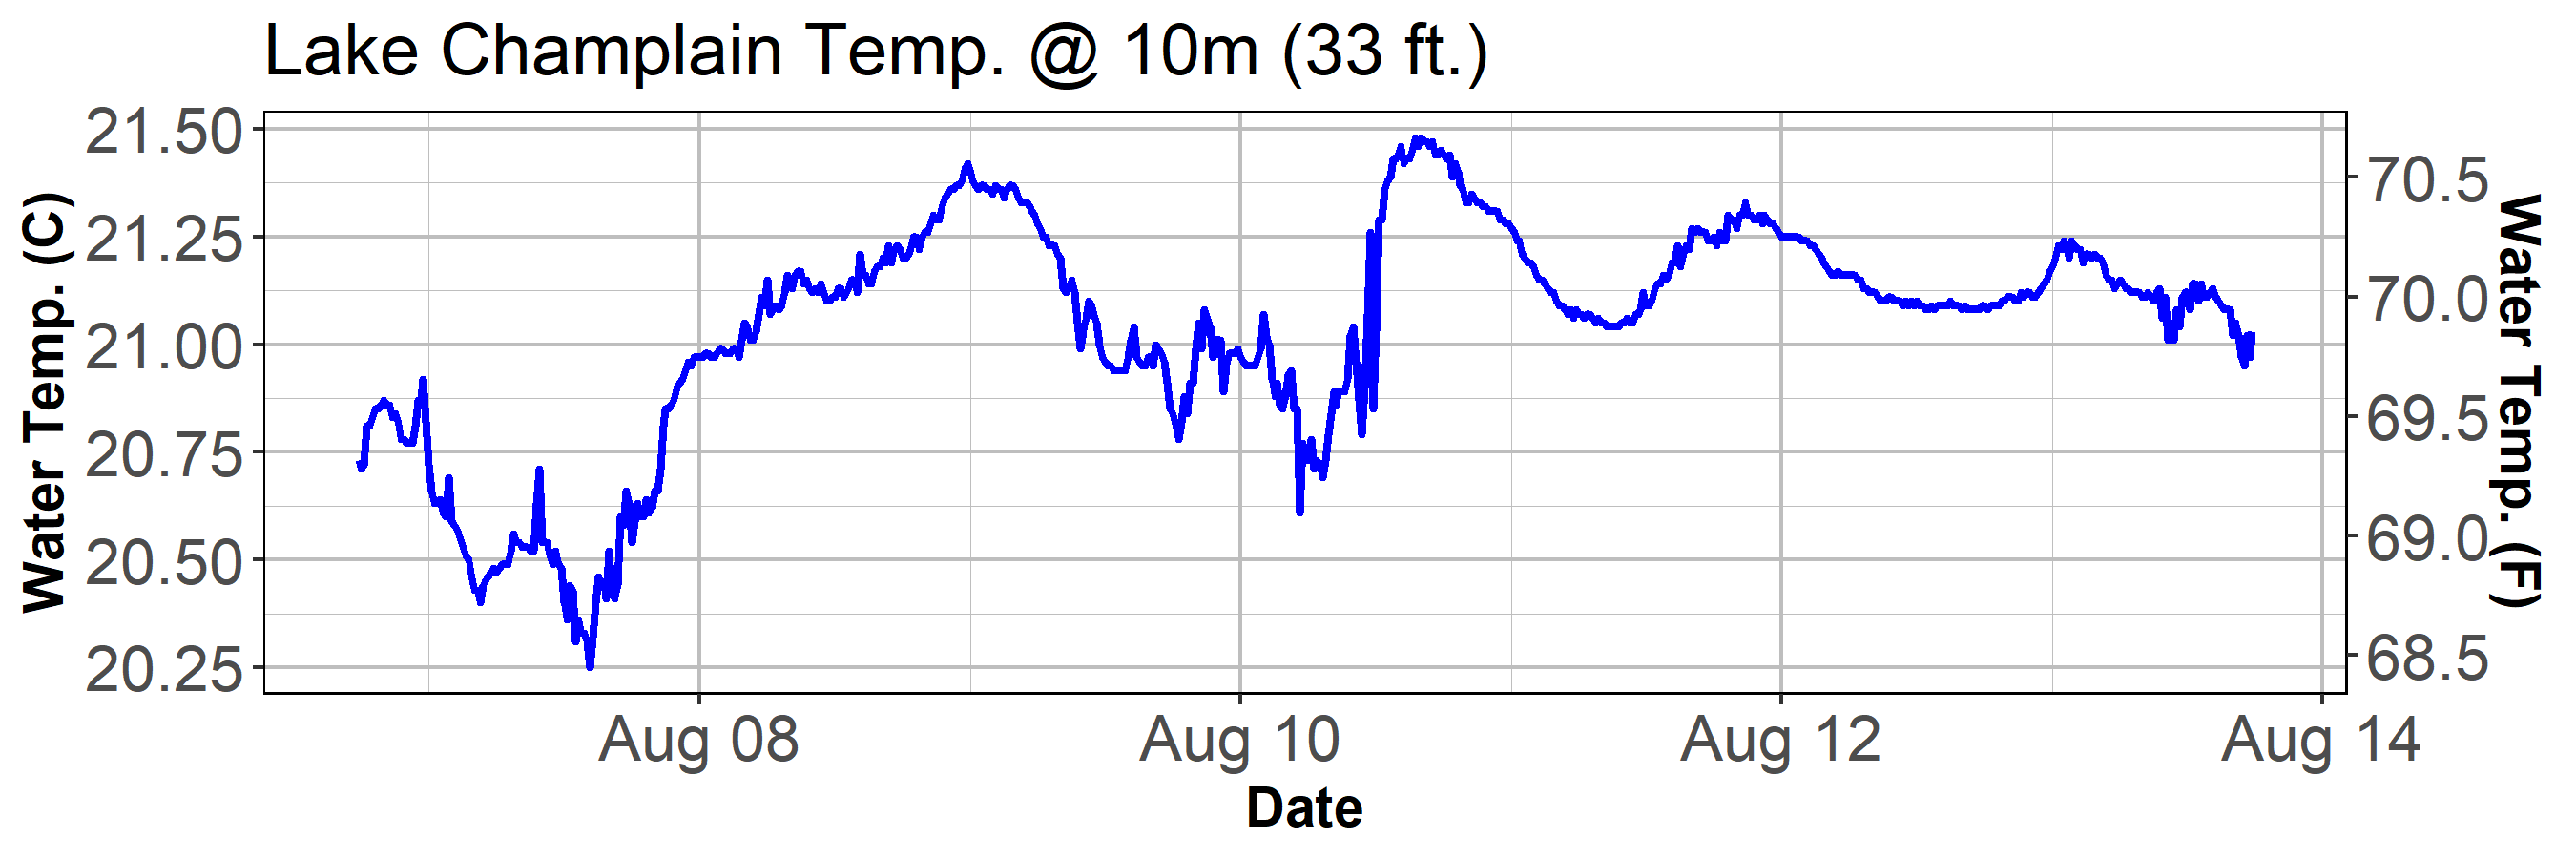 Lake Champlain Temp. @ 10m (33 ft.)
Water Temp. (C)
21.50
21.25
21.00
20.75
20.50
20.25
70.5
70.0
69.5
69.0
68.5
Water Temp. (F)
Aug 08 Aug 10 Aug 12 Aug 14
Date